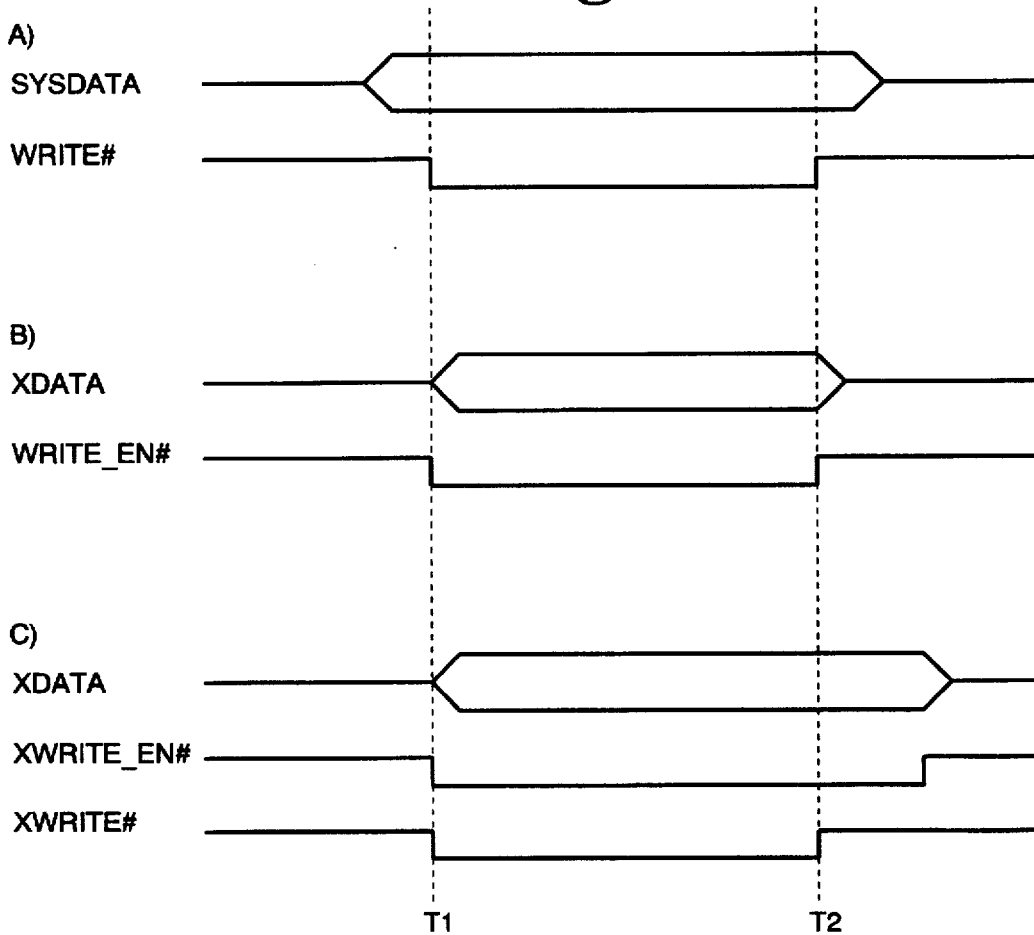 A)
SYSDATA
WRITE#
B)
XDATA
WRITE_EN#
C)
XDATA
XWRITE_EN#
XWRITE#
T1 T2